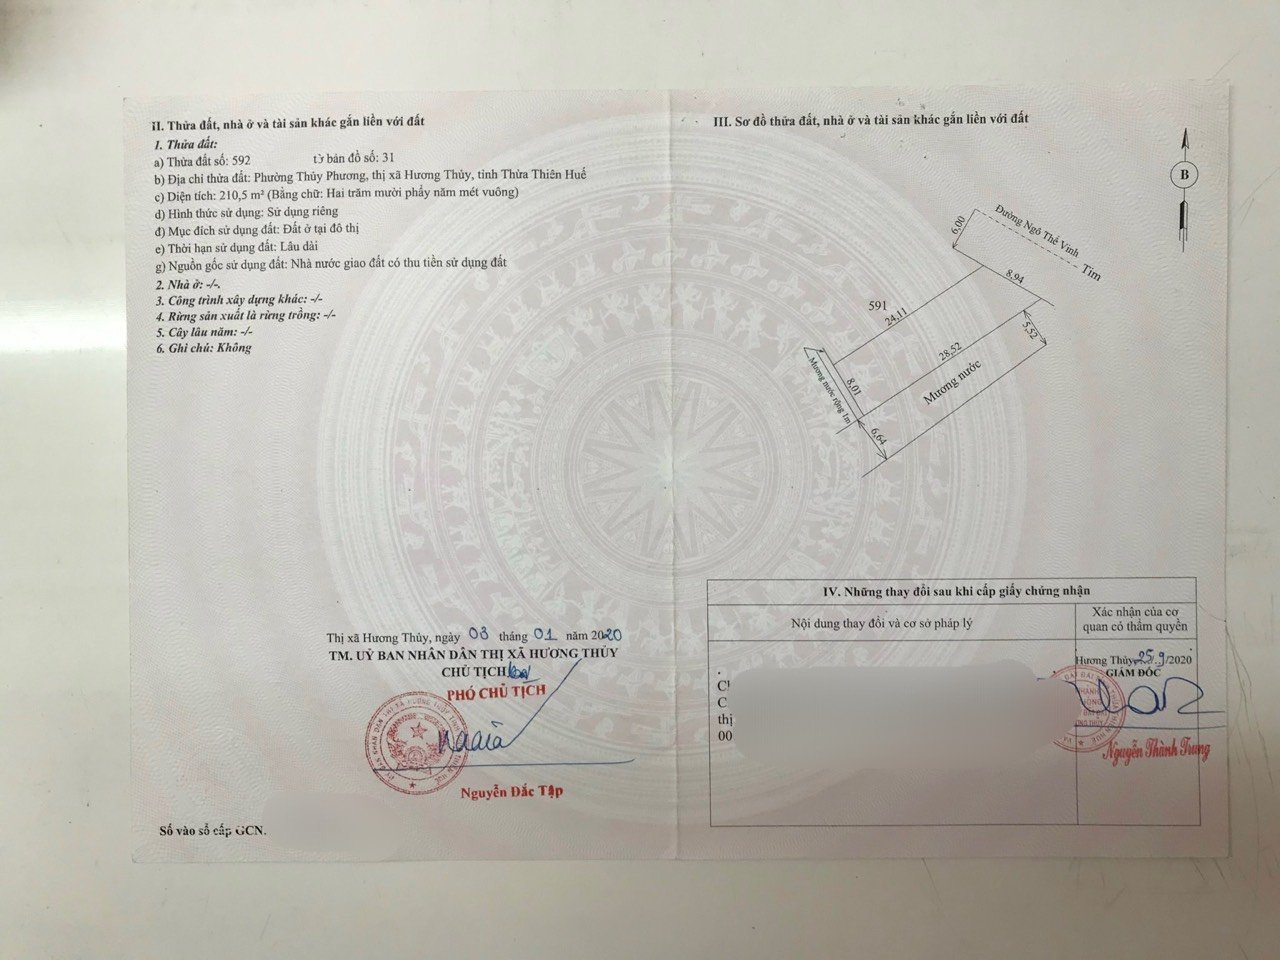 II. Thửa đất, nhà ở và tài sản khác gắn liền với đất
1. Thửa đất:
a) Thửa đất số: 592 tờ bản đồ số: 31
b) Địa chỉ thửa đất: Phường Thủy Phương, thị xã Hương Thủy, tỉnh Thừa Thiên Huế
c) Diện tích: 210,5 m² (Bằng chữ: Hai trăm mười phẩy năm mét vuông)
d) Hình thức sử dụng: Sử dụng riêng
đ) Mục đích sử dụng đất: Đất ở tại đô thị
e) Thời hạn sử dụng đất: Lâu dài
g) Nguồn gốc sử dụng đất: Nhà nước giao đất có thu tiền sử dụng đất
2. Nhà ở: -/-.
3. Công trình xây dựng khác: -/-
4. Rừng sản xuất là rừng trồng: -/-
5. Cây lâu năm: -/-
6. Ghi chú: Không
Thị xã Hương Thủy, ngày 03 tháng 01 năm 2020
TM. UỶ BAN NHÂN DÂN THỊ XÃ HƯƠNG THỦY
CHỦ TỊCH
PHÓ CHỦ TỊCH
Nguyễn Đắc Tập
Số vào sổ cấp GCN.
III. Sơ đồ thửa đất, nhà ở và tài sản khác gắn liền với đất
B
Đường Ngô Thế Vinh
Tim
6,00
8,94
591
24,11
5,52
28,52
Mương nước
8,01
Mương nước rộng 1m
6,64
IV. Những thay đổi sau khi cấp giấy chứng nhận
Nội dung thay đổi và cơ sở pháp lý
Xác nhận của cơ
quan có thẩm quyền
Hương Thủy 25/9/2020
GIÁM ĐỐC
C
thị
00
Nguyễn Thành Trung